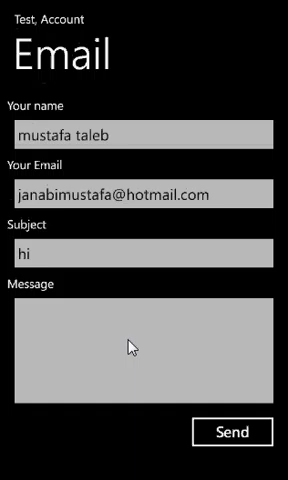 Test, Account
Email
Your name
mustafa taleb
Your Email
janabimustafa@hotmail.com
Subject
hi
Message
Send